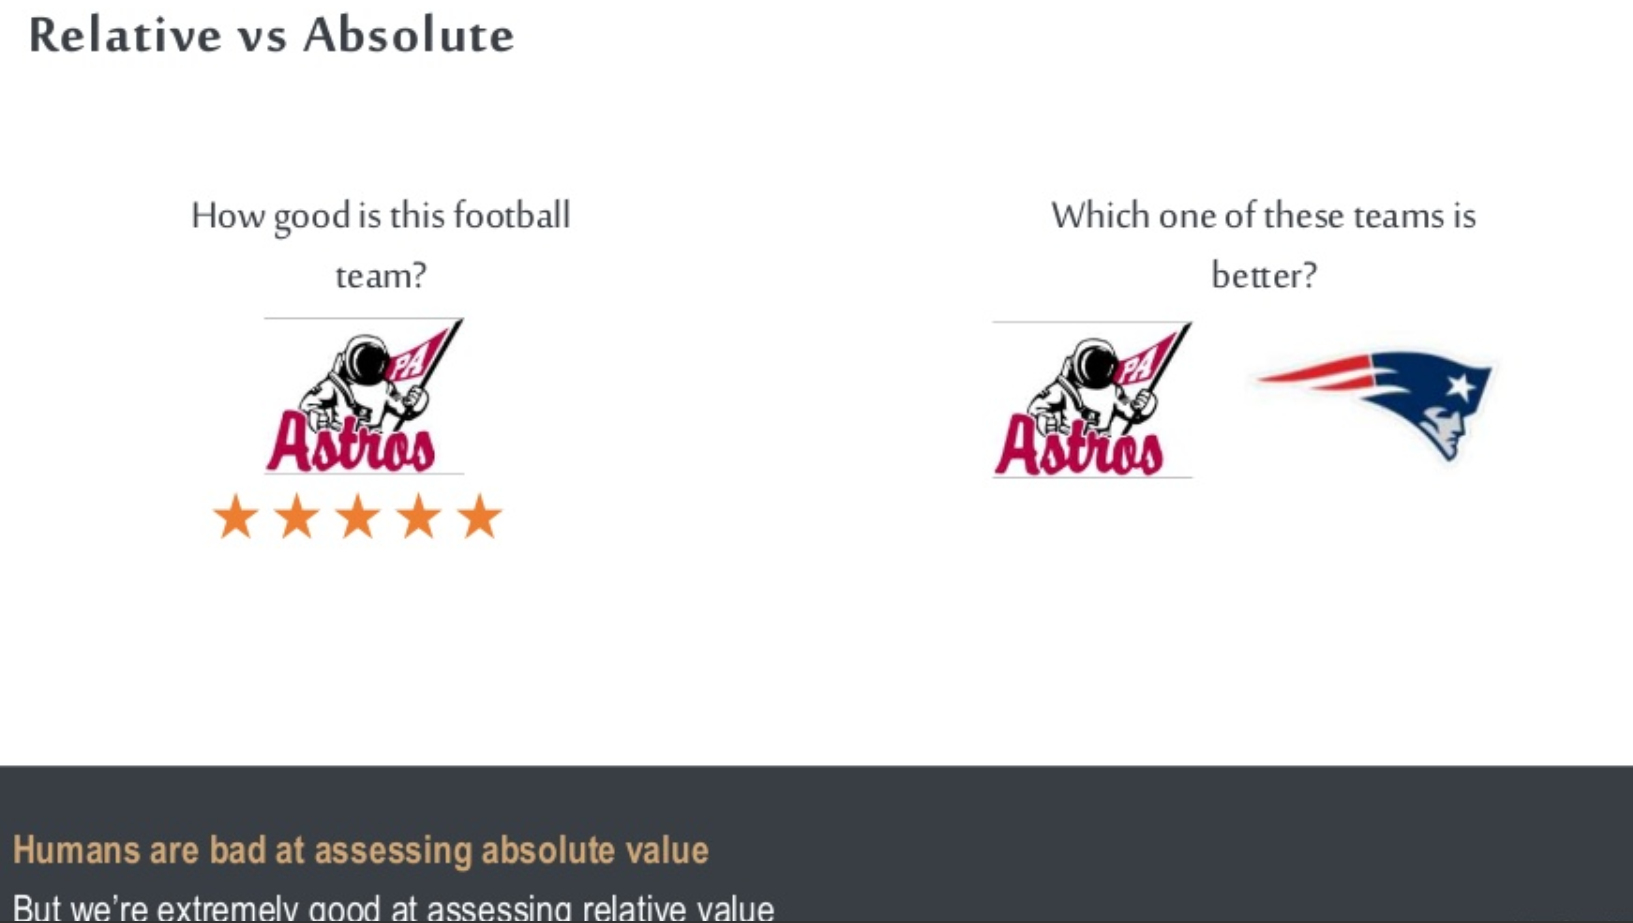 Relative vs Absolute
How good is this football
team?
PA
Astros
Which one of these teams is
better?
PA
Astros
Humans are bad at assessing absolute value
But we’re extremely good at assessing relative value